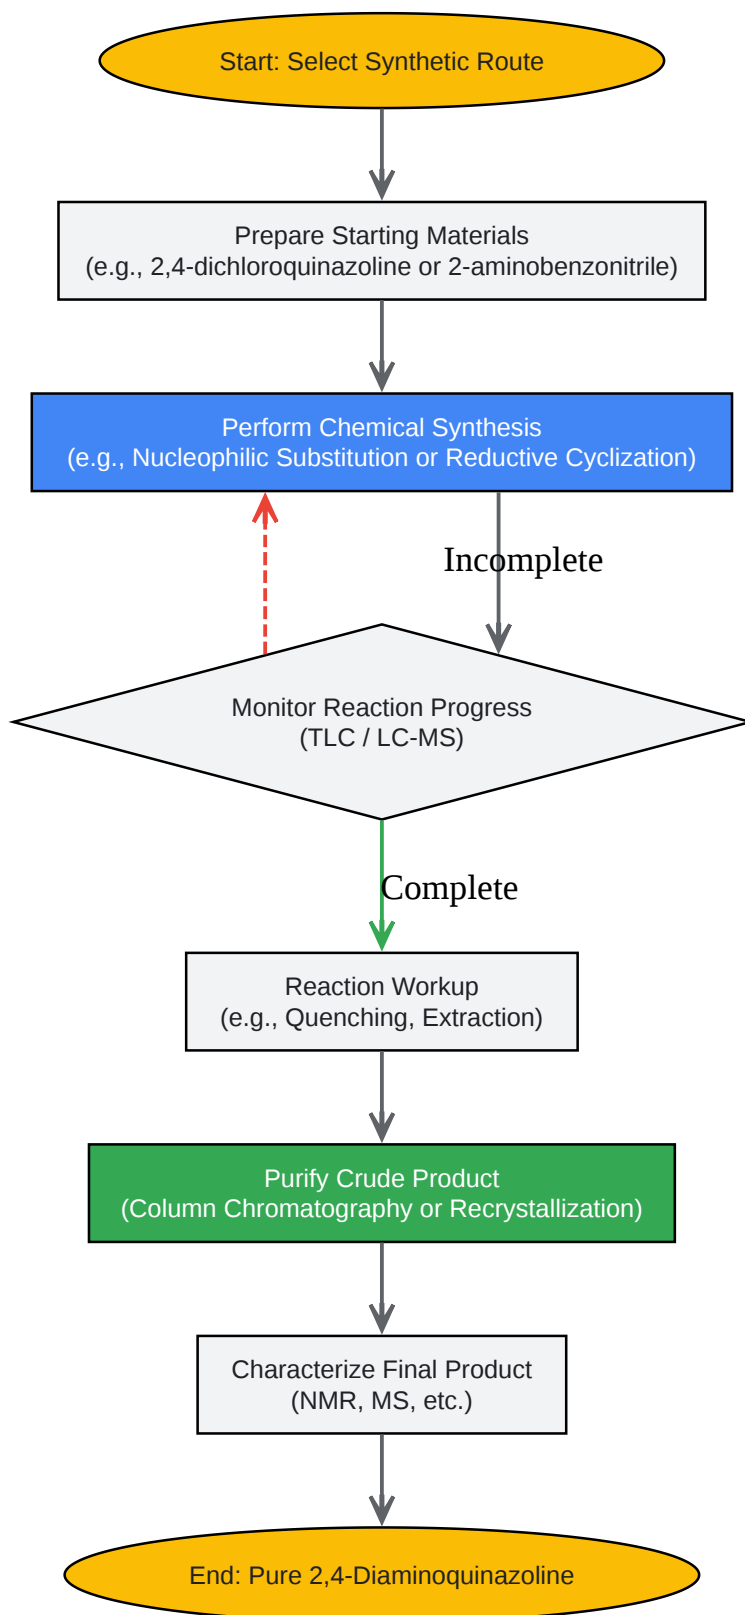 Start: Select Synthetic Route
Prepare Starting Materials
(e.g., 2,4-dichloroquinazoline or 2-aminobenzonitrile)
Perform Chemical Synthesis
(e.g., Nucleophilic Substitution or Reductive Cyclization)
Incomplete
Monitor Reaction Progress
(TLC / LC-MS)
Complete
Reaction Workup
(e.g., Quenching, Extraction)
Purify Crude Product
(Column Chromatography or Recrystallization)
Characterize Final Product
(NMR, MS, etc.)
End: Pure 2,4-Diaminoquinazoline